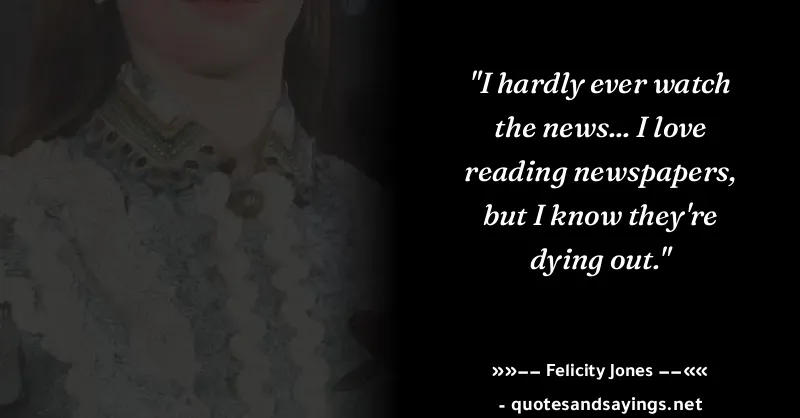 "I hardly ever watch
the news... I love
reading newspapers,
but I know they're
dying out."
»»–– Felicity Jones ––««
- quotesandsayings.net